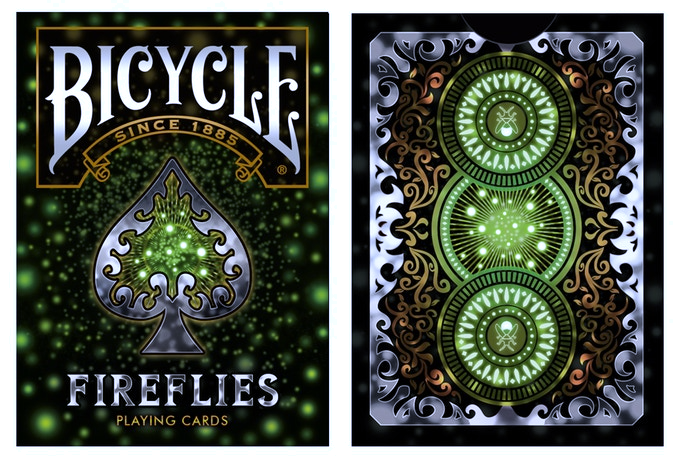 BICYCLE
SINCE 1885
®
FIREFLIES
PLAYING CARDS